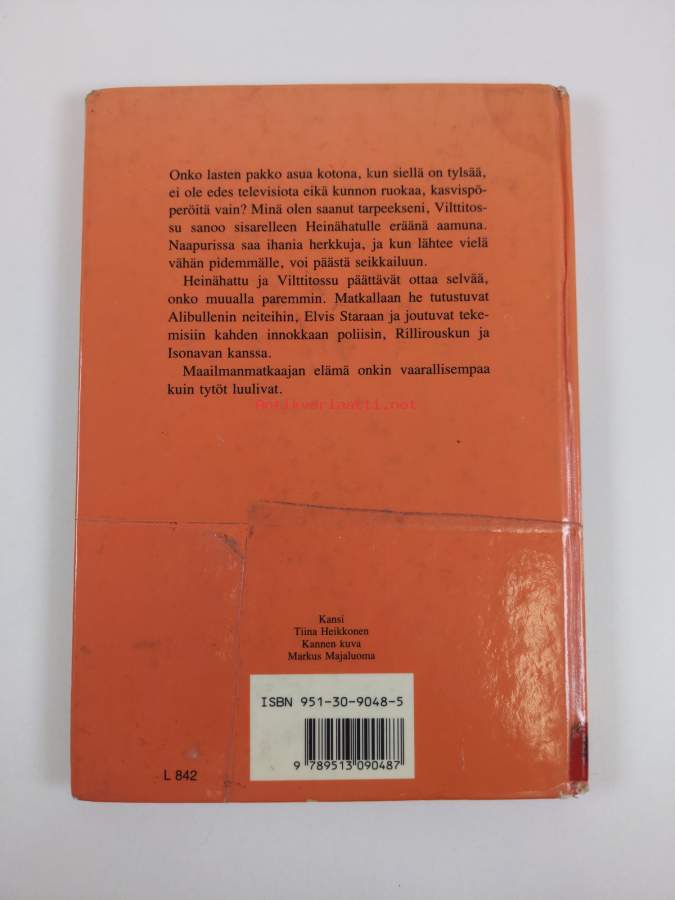 Onko lasten pakko asua kotona, kun siellä on tylsää,
ei ole edes televisiota eikä kunnon ruokaa, kasvispö-
peröitä vain? Minä olen saanut tarpeekseni, Vilttitos-
su sanoo sisarelleen Heinähatulle eräänä aamuna.
Naapurissa saa ihania herkkuja, ja kun lähtee vielä
vähän pidemmälle, voi päästä seikkailuun.
Heinähattu ja Vilttitossu päättävät ottaa selvää,
onko muualla paremmin. Matkallaan he tutustuvat
Alibullenin neiteihin, Elvis Staraan ja joutuvat teke-
misiin kahden innokkaan poliisin, Rillirouskun ja
Isonavan kanssa.
Maailmanmatkaajan elämä onkin vaarallisempaa
kuin tytöt luulivat.
Antikvariaatti.net
Kansi
Tiina Heikkonen
Kannen kuva
Markus Majaluoma
ISBN 951-30-9048-5
9 789513 090487
L 842